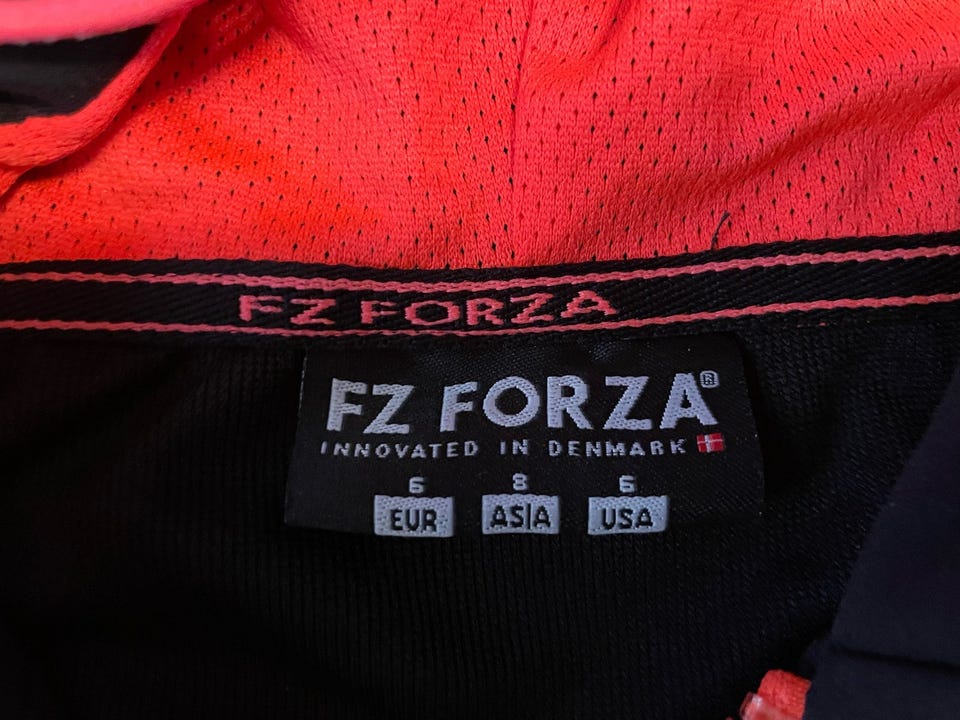 FZ FORZA
FZ FORZA®
INNOVATED IN DENMARK
6 8 6
EUR ASIA USA